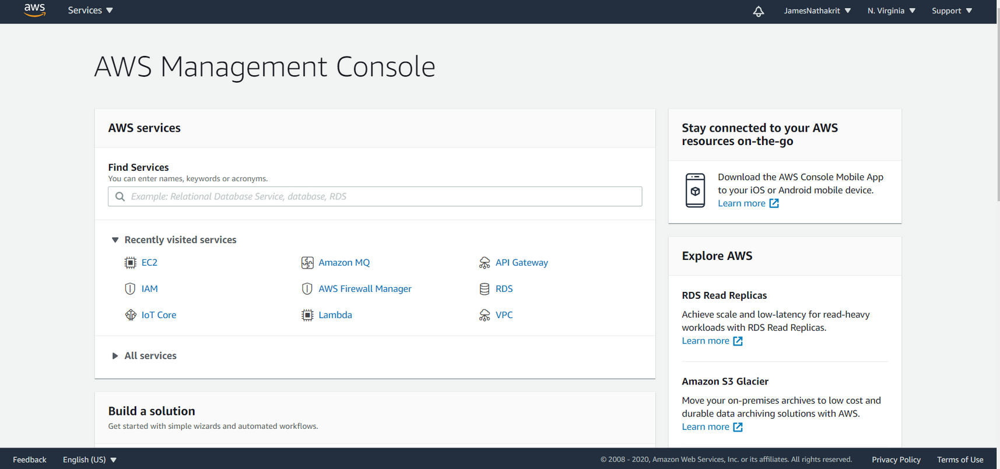 aws
Services
JamesNathakrit
N. Virginia
Support
AWS Management Console
AWS services
Find Services
You can enter names, keywords or acronyms.
Example: Relational Database Service, database, RDS
Recently visited services
EC2
Amazon MQ
API Gateway
IAM
AWS Firewall Manager
RDS
IoT Core
Lambda
VPC
All services
Build a solution
Get started with simple wizards and automated workflows.
Stay connected to your AWS
resources on-the-go
Download the AWS Console Mobile App
to your iOS or Android mobile device.
Learn more
Explore AWS
RDS Read Replicas
Achieve scale and low-latency for read-heavy
workloads with RDS Read Replicas.
Learn more
Amazon S3 Glacier
Move your on-premises archives to low cost and
durable data archiving solutions with AWS.
Learn more
Feedback
English (US)
© 2008 - 2020, Amazon Web Services, Inc. or its affiliates. All rights reserved.
Privacy Policy
Terms of Use